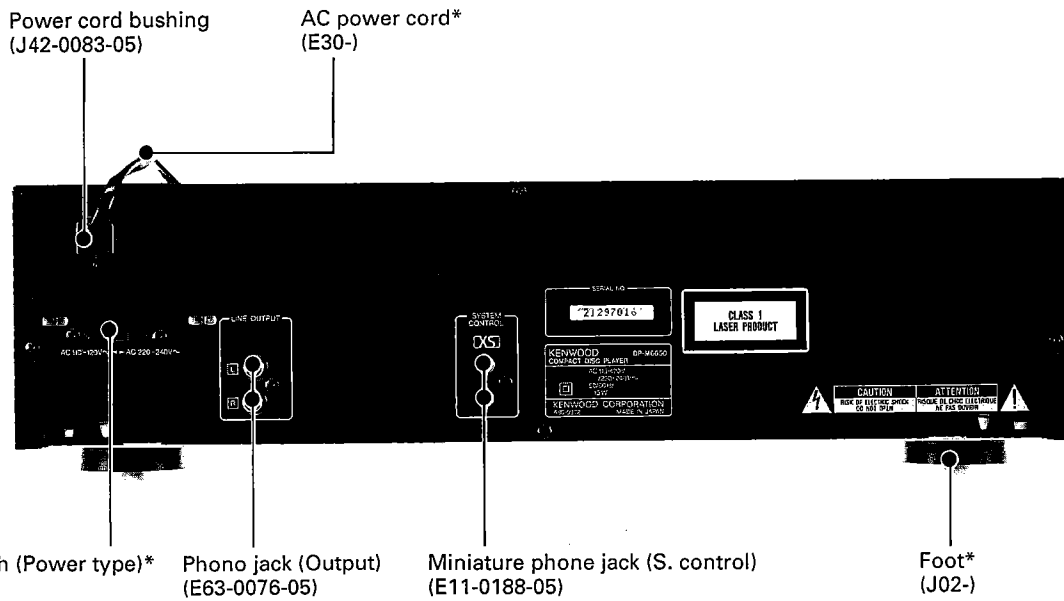 Power cord bushing
(J42-0083-05)
AC power cord*
(E30-)
SERIAL NO.
CLASS 1
LASER PRODUCT
LINE OUTPUT
L
R
SYSTEM
CONTROL
XS
AC 110-120V~ AC 220-240V~
KENWOOD
COMPACT DISC PLAYER
KENWOOD CORPORATION
MADE IN JAPAN
CAUTION
RISK OF ELECTRIC SHOCK
DO NOT OPEN
ATTENTION
RISQUE DE CHOC ELECTRIQUE
NE PAS OUVRIR
h (Power type)*
Phono jack (Output)
(E63-0076-05)
Miniature phone jack (S. control)
(E11-0188-05)
Foot*
(J02-)